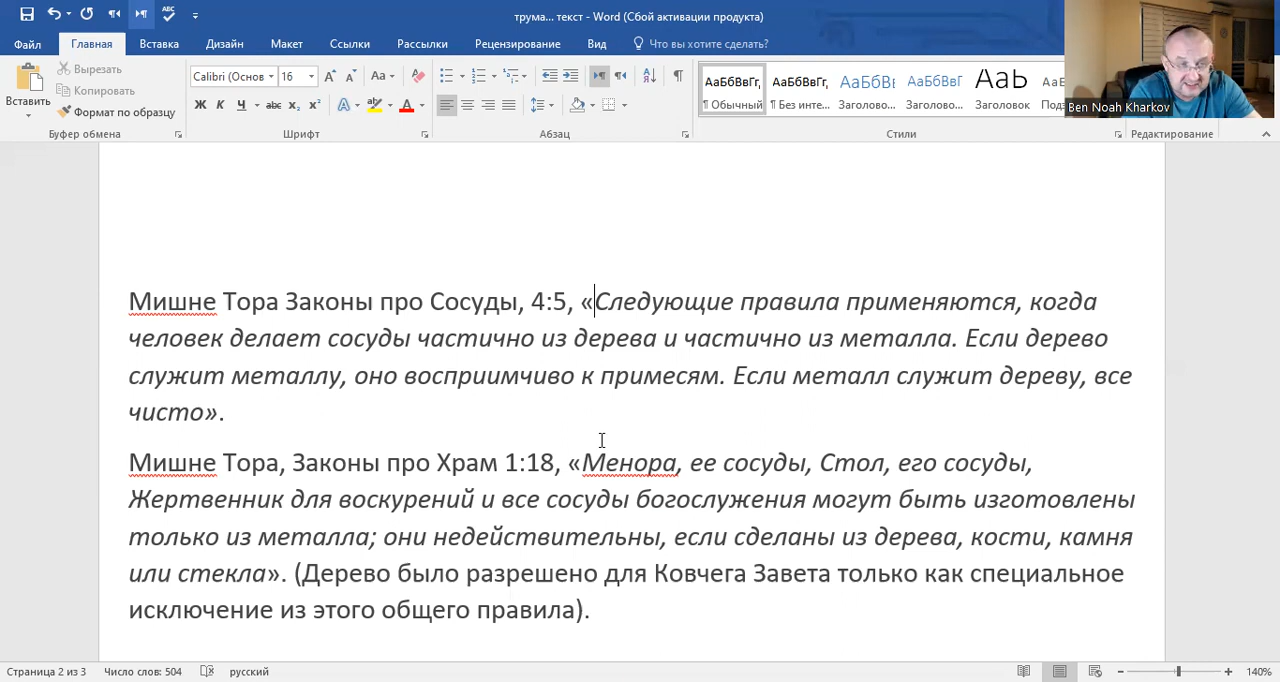 трума... текст - Word (Сбой активации продукта)
Файл Главная Вставка Дизайн Макет Ссылки Рассылки Рецензирование Вид Что вы хотите сделать?
Вставить
Вырезать
Копировать
Формат по образцу
Буфер обмена
Calibri (Основ 16
Ж К Ч abc x₂ x²
Шрифт
Абзац
АаБбВвГг, АаБбВвГг, АаБбВı АаБбВвГ АаЬ
¶ Обычный ¶ Без инте... Заголово... Заголово... Заголовок
Стили
Редактирование
Ben Noah Kharkov
Мишне Тора Законы про Сосуды, 4:5, «Следующие правила применяются, когда
человек делает сосуды частично из дерева и частично из металла. Если дерево
служит металлу, оно восприимчиво к примесям. Если металл служит дереву, все
чисто».
Мишне Тора, Законы про Храм 1:18, «Менора, ее сосуды, Стол, его сосуды,
Жертвенник для воскурений и все сосуды богослужения могут быть изготовлены
только из металла; они недействительны, если сделаны из дерева, кости, камня
или стекла». (Дерево было разрешено для Ковчега Завета только как специальное
исключение из этого общего правила).
Страница 2 из 3 Число слов: 504 русский 140%